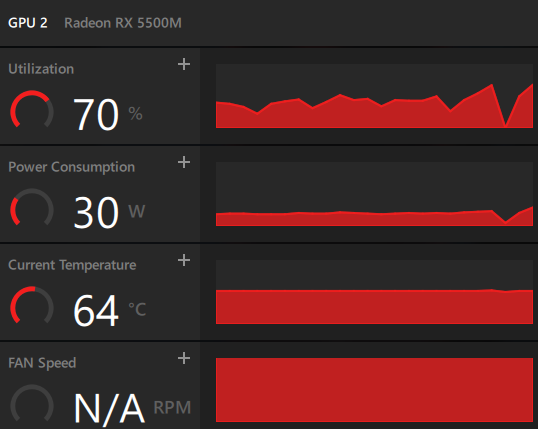 GPU 2 Radeon RX 5500M
Utilization +
70 %
Power Consumption +
30 W
Current Temperature +
64 °C
FAN Speed +
N/A RPM